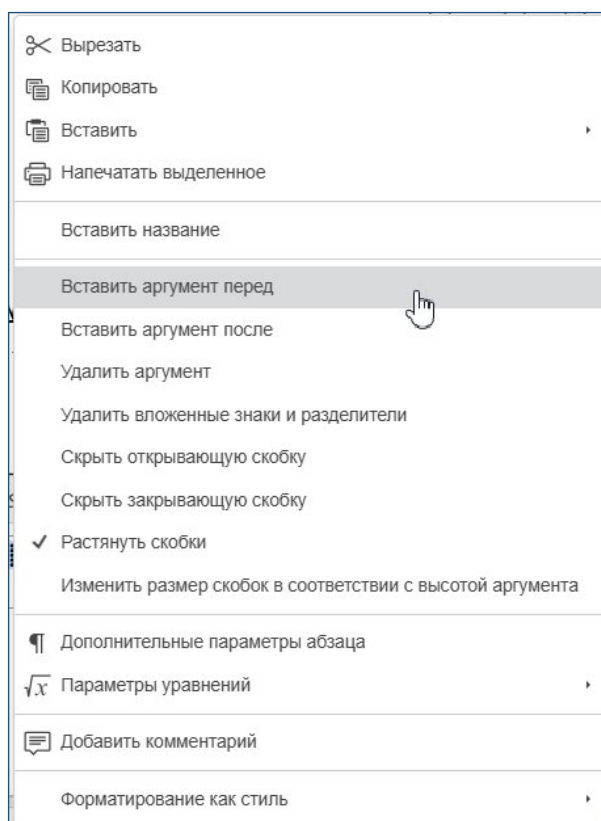 Вырезать
Копировать
Вставить
Напечатать выделенное
Вставить название
Вставить аргумент перед
Вставить аргумент после
Удалить аргумент
Удалить вложенные знаки и разделители
Скрыть открывающую скобку
Скрыть закрывающую скобку
Растянуть скобки
Изменить размер скобок в соответствии с высотой аргумента
¶ Дополнительные параметры абзаца
√x Параметры уравнений
Добавить комментарий
Форматирование как стиль